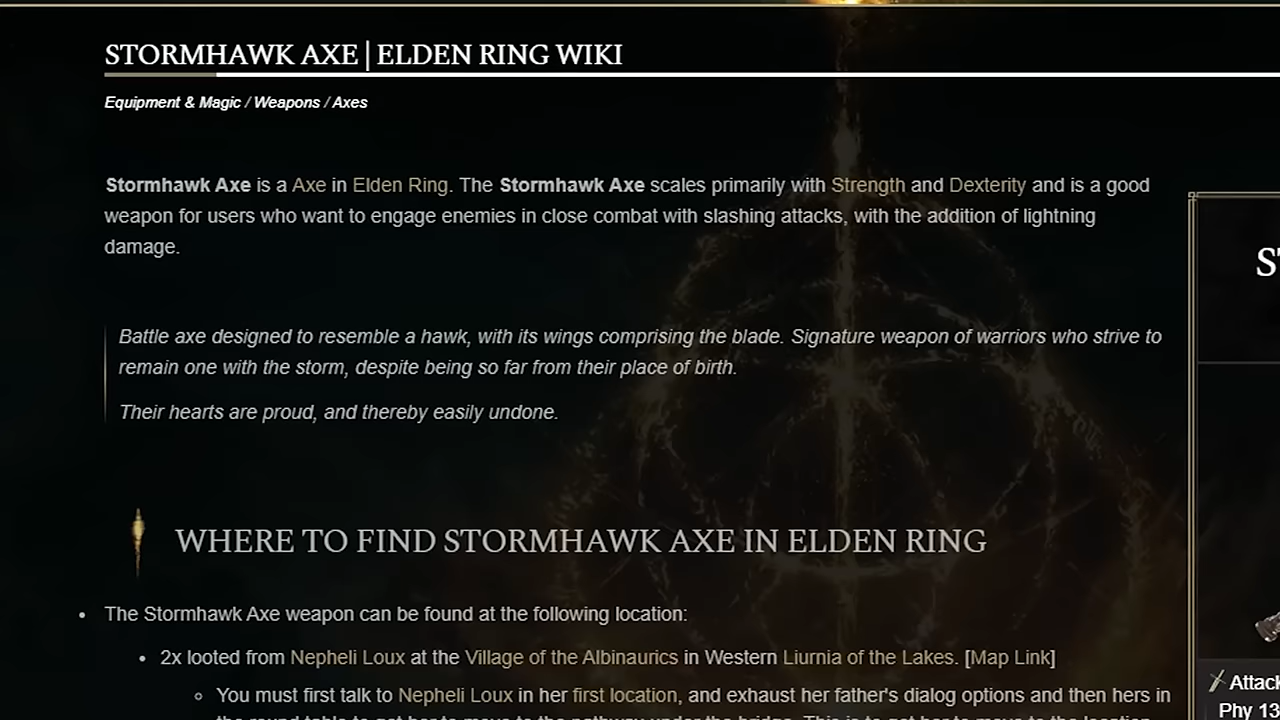 STORMHAWK AXE | ELDEN RING WIKI
Equipment & Magic / Weapons / Axes
Stormhawk Axe is a Axe in Elden Ring. The Stormhawk Axe scales primarily with Strength and Dexterity and is a good
weapon for users who want to engage enemies in close combat with slashing attacks, with the addition of lightning
damage.
Battle axe designed to resemble a hawk, with its wings comprising the blade. Signature weapon of warriors who strive to
remain one with the storm, despite being so far from their place of birth.
Their hearts are proud, and thereby easily undone.
WHERE TO FIND STORMHAWK AXE IN ELDEN RING
The Stormhawk Axe weapon can be found at the following location:
2x looted from Nepheli Loux at the Village of the Albinaurics in Western Liurnia of the Lakes. [Map Link]
You must first talk to Nepheli Loux in her first location, and exhaust her father's dialog options and then hers in
Attack
Phy 13